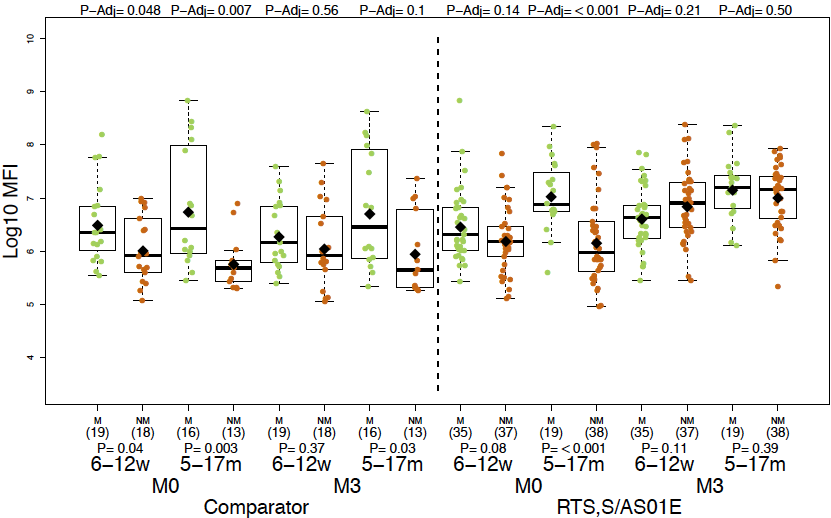 P−Adj= 0.048 P−Adj= 0.007 P−Adj= 0.56 P−Adj= 0.1 P−Adj= 0.14 P−Adj= < 0.001 P−Adj= 0.21 P−Adj= 0.50
Log10 MFI
10
9
8
7
6
5
4
M NM M NM M NM M NM M NM M NM M NM M NM
(19) (18) (16) (13) (19) (18) (16) (13) (35) (37) (19) (38) (35) (37) (19) (38)
P= 0.04 P= 0.003 P= 0.37 P= 0.03 P= 0.08 P= <0.001 P= 0.11 P= 0.39
6−12w 5−17m 6−12w 5−17m 6−12w 5−17m 6−12w 5−17m
M0 M3 M0 M3
Comparator RTS,S/AS01E